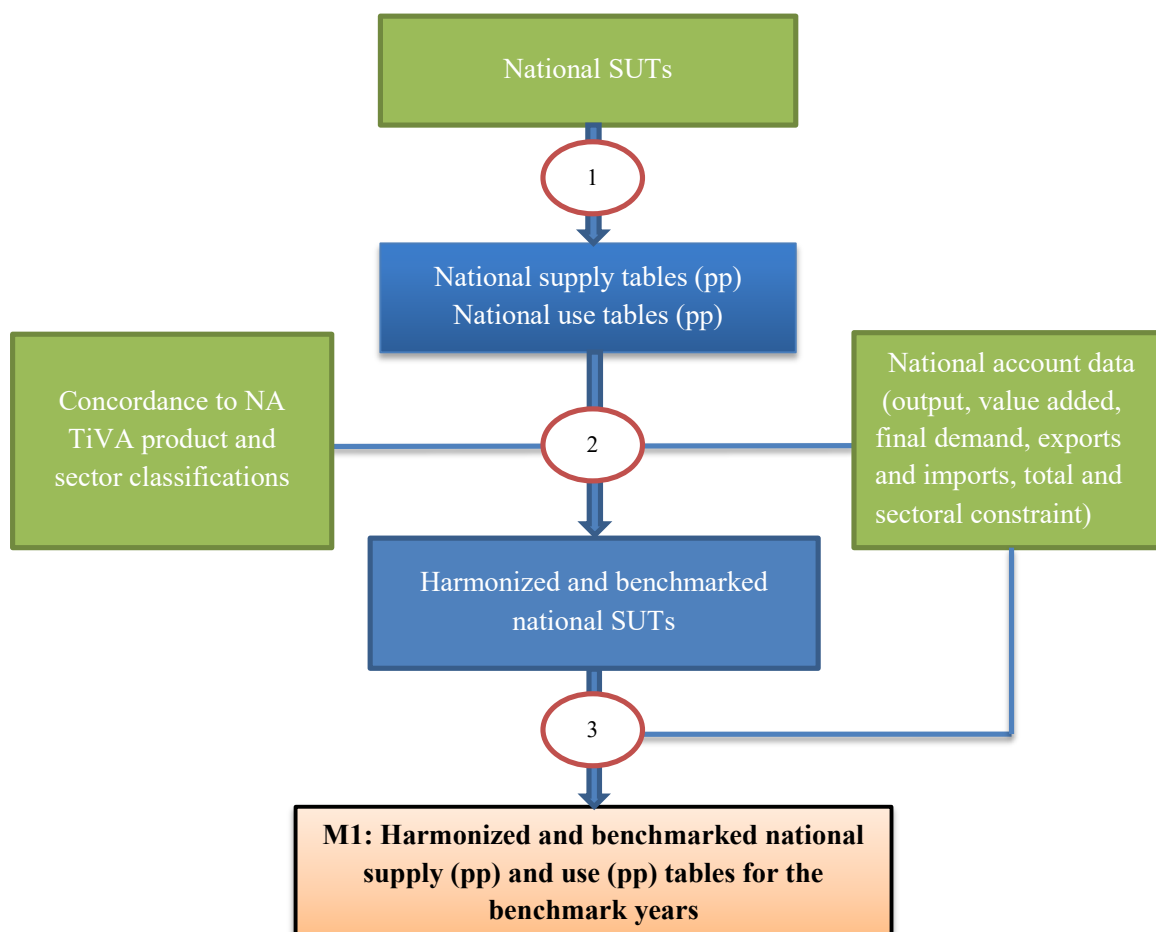 National SUTs
1
National supply tables (pp)
National use tables (pp)
Concordance to NA
TiVA product and
sector classifications
2
National account data
(output, value added,
final demand, exports
and imports, total and
sectoral constraint)
Harmonized and benchmarked
national SUTs
3
M1: Harmonized and benchmarked national
supply (pp) and use (pp) tables for the
benchmark years